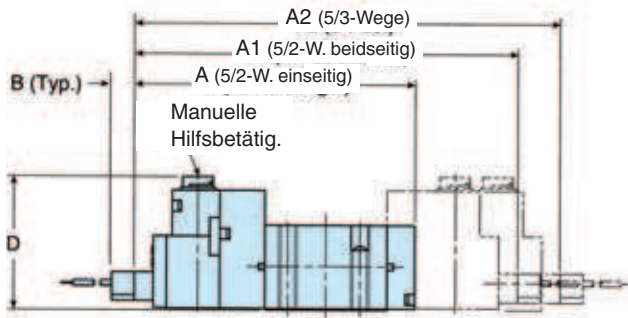 A2 (5/3-Wege)
A1 (5/2-W. beidseitig)
A (5/2-W. einseitig)
B (Typ.)
Manuelle
Hilfsbetätig.
D